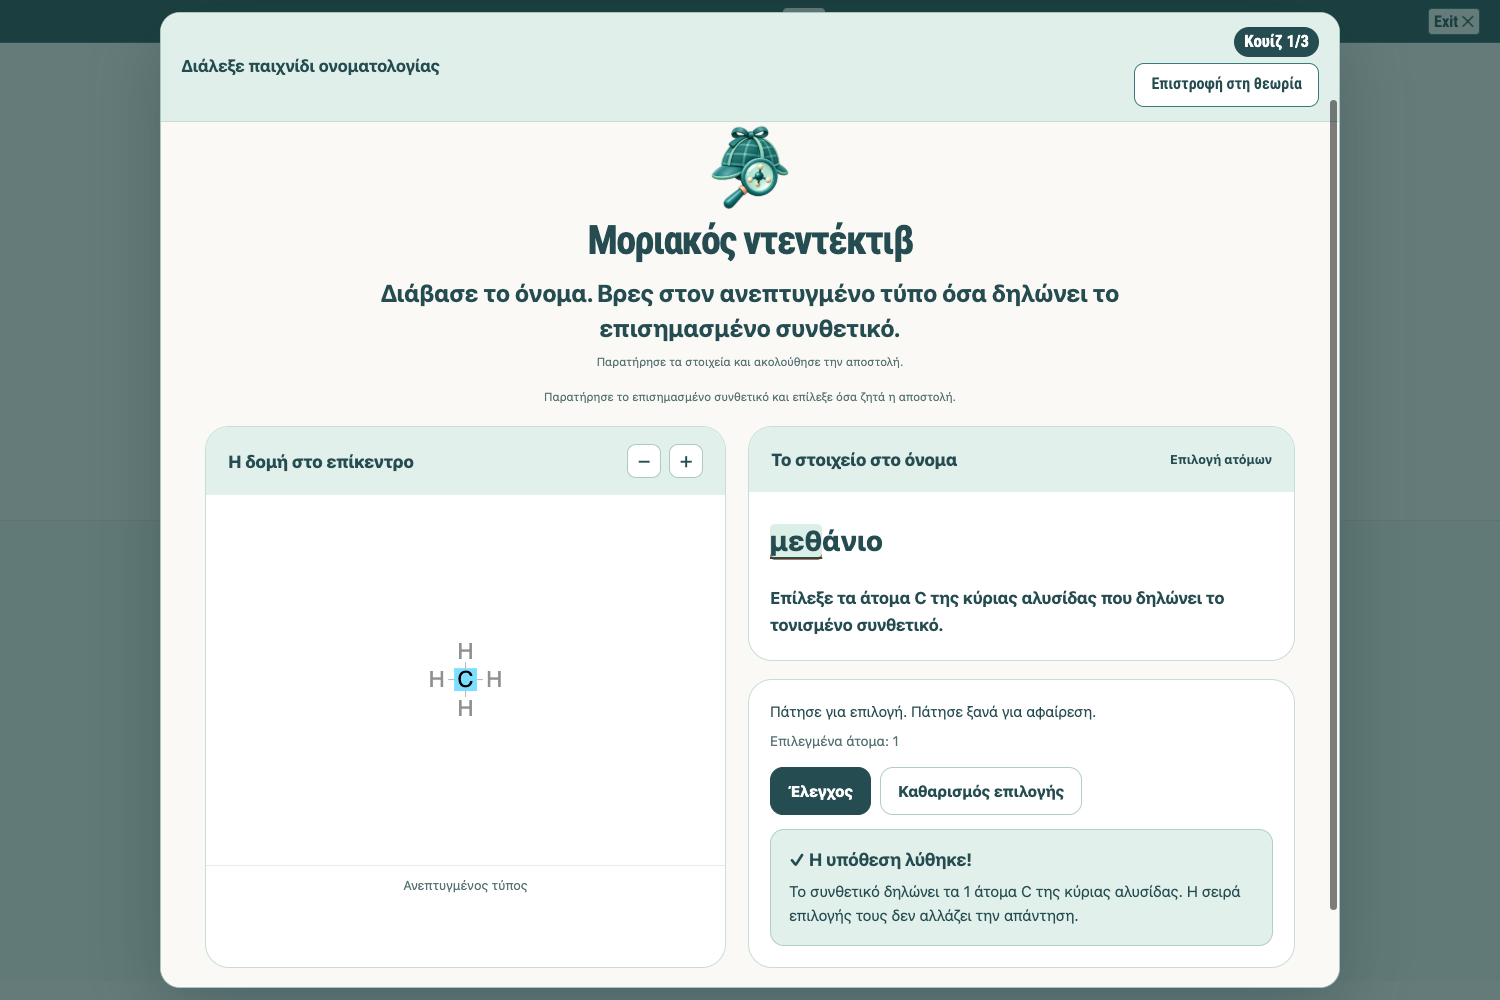 Exit
Διάλεξε παιχνίδι ονοματολογίας
Κουίζ 1/3
Επιστροφή στη θεωρία
Μοριακός ντεντέκτιβ
Διάβασε το όνομα. Βρες στον ανεπτυγμένο τύπο όσα δηλώνει το
επισημασμένο συνθετικό.
Παρατήρησε τα στοιχεία και ακολούθησε την αποστολή.
Παρατήρησε το επισημασμένο συνθετικό και επίλεξε όσα ζητά η αποστολή.
Η δομή στο επίκεντρο
− +
H
H C H
H
Ανεπτυγμένος τύπος
Το στοιχείο στο όνομα
Επιλογή ατόμων
μεθάνιο
Επίλεξε τα άτομα C της κύριας αλυσίδας που δηλώνει το
τονισμένο συνθετικό.
Πάτησε για επιλογή. Πάτησε ξανά για αφαίρεση.
Επιλεγμένα άτομα: 1
Έλεγχος
Καθαρισμός επιλογής
✓ Η υπόθεση λύθηκε!
Το συνθετικό δηλώνει τα 1 άτομα C της κύριας αλυσίδας. Η σειρά
επιλογής τους δεν αλλάζει την απάντηση.